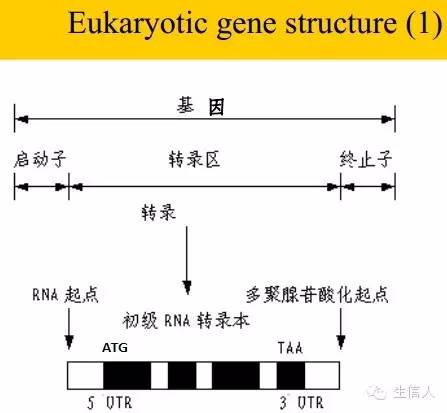 Eukaryotic gene structure (1)
基 因
启动子 转录区 终止子
转录
RNA 起点 多聚腺苷酸化起点
初级 RNA 转录本
ATG TAA
5' UTR 3' UTR
生信人